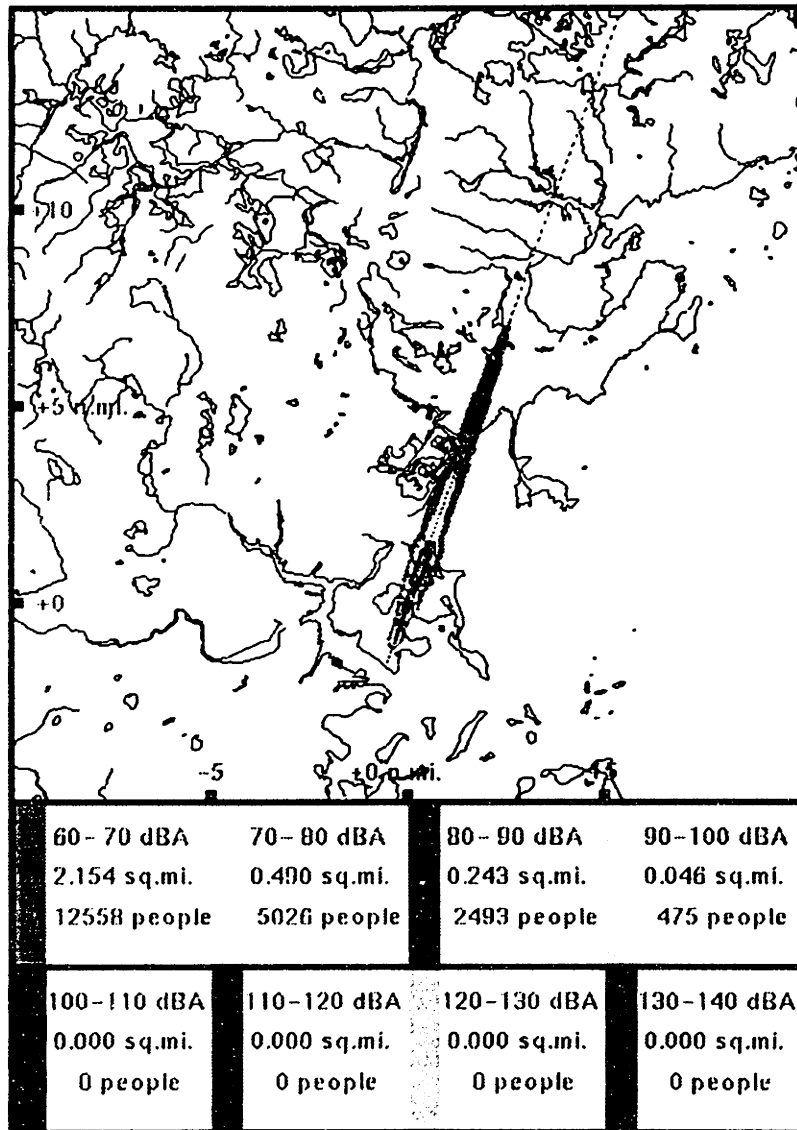 +10
+5 n.mi.
+0
-5 +0 n.mi. +5
60-70 dBA 70-80 dBA 80-90 dBA 90-100 dBA
2.154 sq.mi. 0.490 sq.mi. 0.243 sq.mi. 0.046 sq.mi.
12558 people 5026 people 2493 people 475 people
100-110 dBA 110-120 dBA 120-130 dBA 130-140 dBA
0.000 sq.mi. 0.000 sq.mi. 0.000 sq.mi. 0.000 sq.mi.
0 people 0 people 0 people 0 people